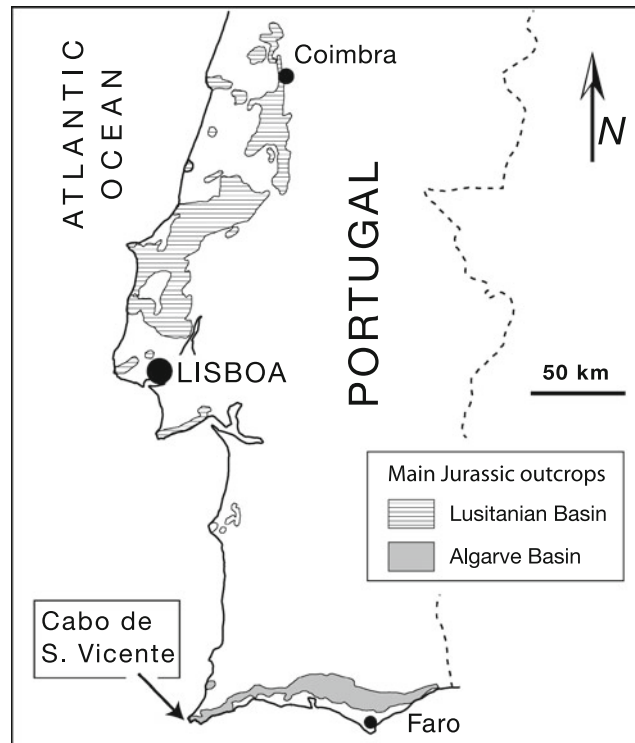 Coimbra
ATLANTIC
OCEAN
N
PORTUGAL
LISBOA
50 km
Main Jurassic outcrops
Lusitanian Basin
Algarve Basin
Cabo de
S. Vicente
Faro